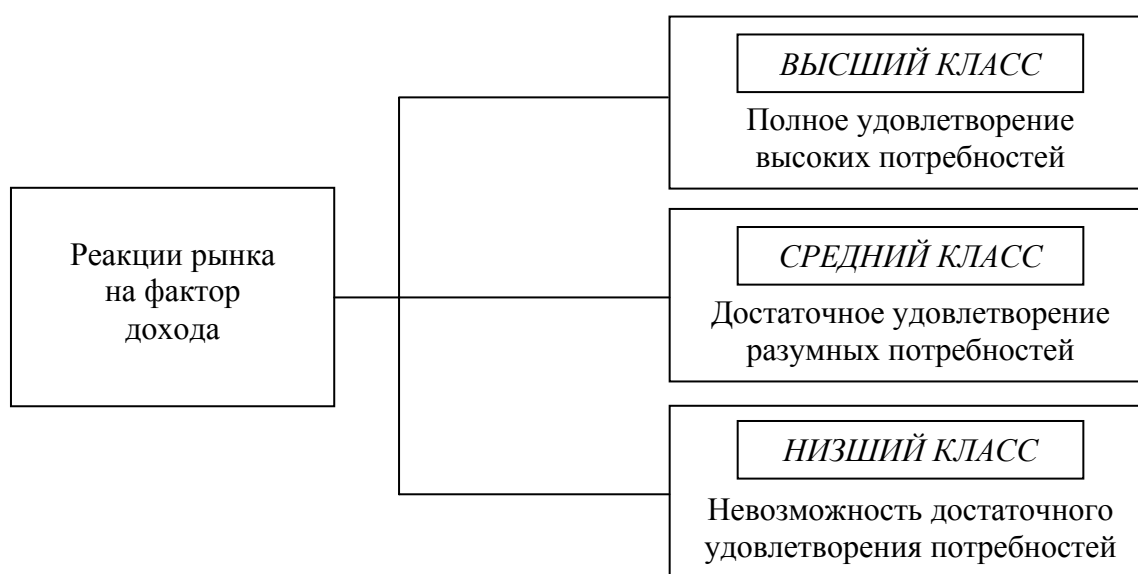 Реакции рынка
на фактор
дохода
ВЫСШИЙ КЛАСС
Полное удовлетворение
высоких потребностей
СРЕДНИЙ КЛАСС
Достаточное удовлетворение
разумных потребностей
НИЗШИЙ КЛАСС
Невозможность достаточного
удовлетворения потребностей